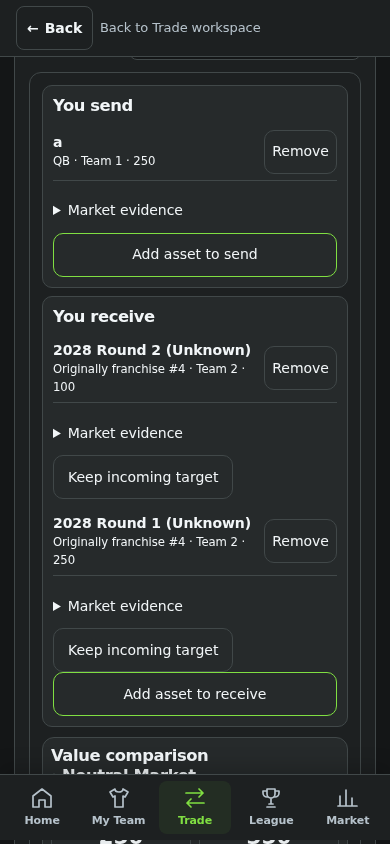 ← Back
Back to Trade workspace
You send
a
QB · Team 1 · 250
Remove
▶ Market evidence
Add asset to send
You receive
2028 Round 2 (Unknown)
Originally franchise #4 · Team 2 ·
100
Remove
▶ Market evidence
Keep incoming target
2028 Round 1 (Unknown)
Originally franchise #4 · Team 2 ·
250
Remove
▶ Market evidence
Keep incoming target
Add asset to receive
Value comparison
Neutral Market
Home
My Team
Trade
League
Market